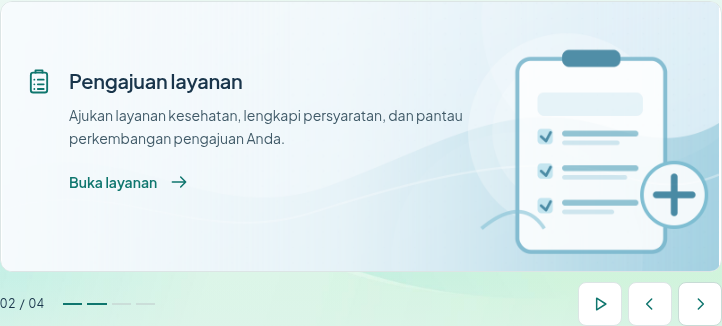 Pengajuan layanan
Ajukan layanan kesehatan, lengkapi persyaratan, dan pantau
perkembangan pengajuan Anda.
Buka layanan
02 / 04